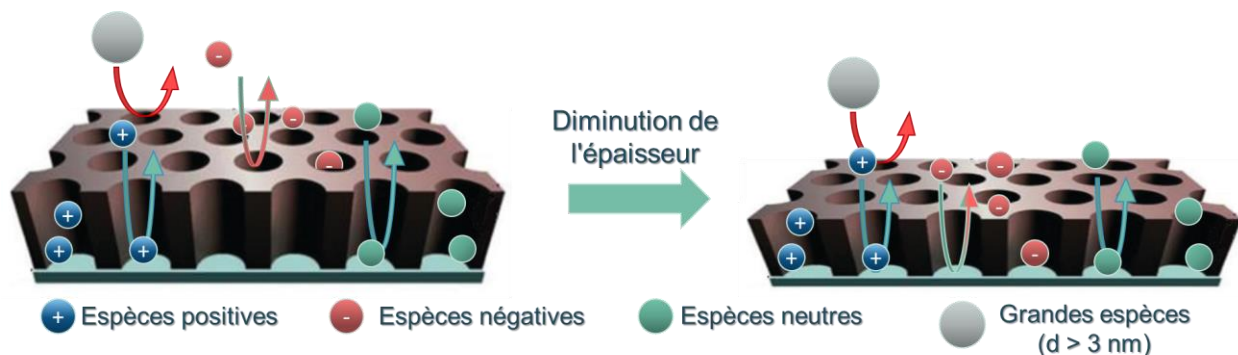 Diminution de
l'épaisseur
+ Espèces positives
- Espèces négatives
Espèces neutres
Grandes espèces
(d > 3 nm)